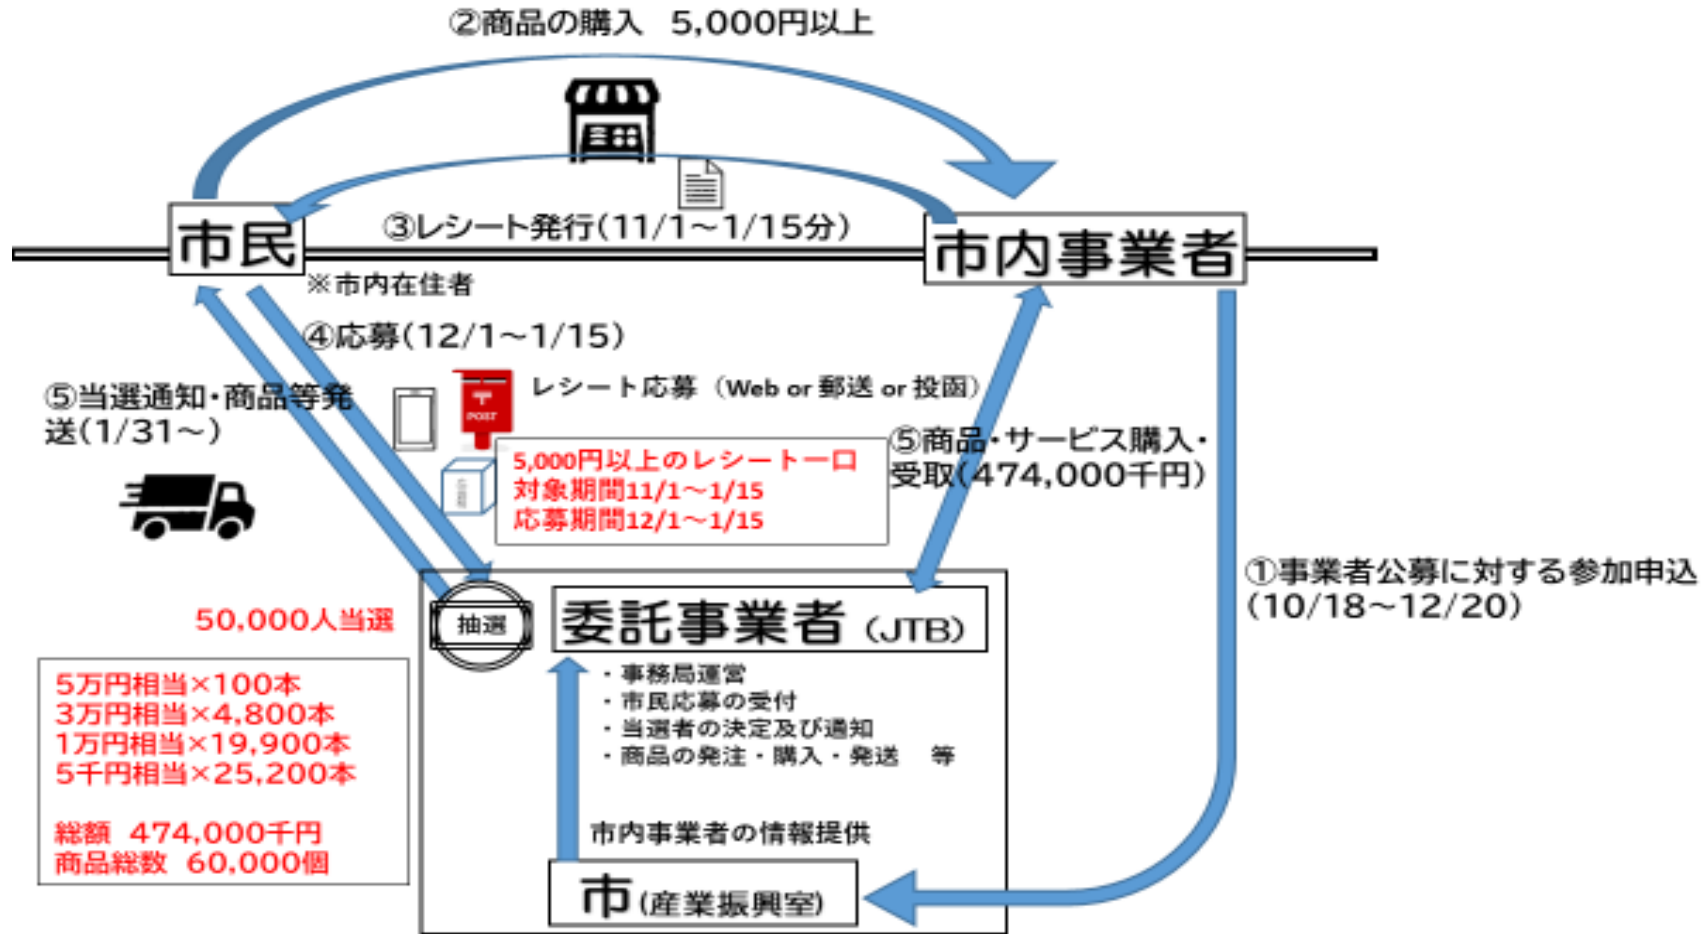 ②商品の購入　5,000円以上
③レシート発行(11/1～1/15分)
市民
市内事業者
※市内在住者
④応募(12/1～1/15)
⑤当選通知・商品等発
送(1/31～)
レシート応募（Web or 郵送 or 投函）
POST
5,000円以上のレシート一口
対象期間11/1～1/15
応募期間12/1～1/15
⑤商品・サービス購入・
受取(474,000千円)
①事業者公募に対する参加申込
(10/18～12/20)
50,000人当選
抽選
委託事業者（JTB）
・事務局運営
・市民応募の受付
・当選者の決定及び通知
・商品の発注・購入・発送　等
5万円相当×100本
3万円相当×4,800本
1万円相当×19,900本
5千円相当×25,200本
総額 474,000千円
商品総数 60,000個
市内事業者の情報提供
市(産業振興室)